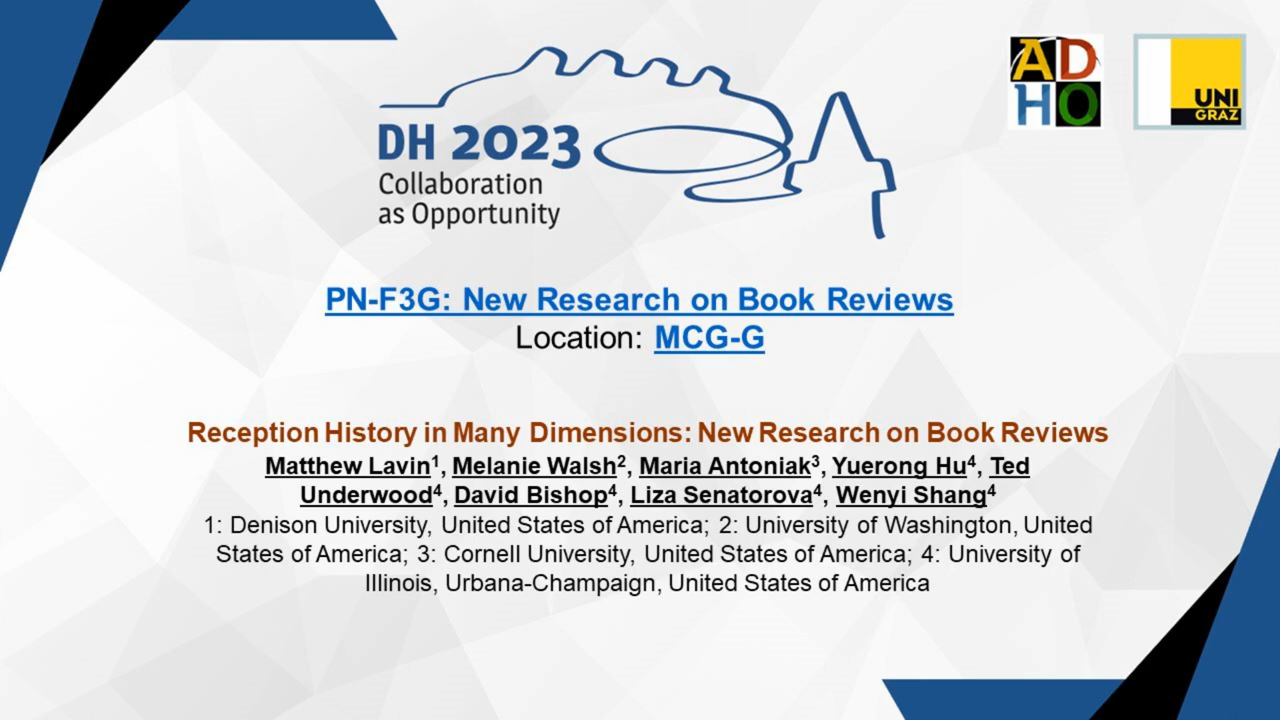 DH 2023
Collaboration
as Opportunity
AD
HO
UNI
GRAZ
PN-F3G: New Research on Book Reviews
Location: MCG-G
Reception History in Many Dimensions: New Research on Book Reviews
Matthew Lavin¹, Melanie Walsh², Maria Antoniak³, Yuerong Hu⁴, Ted
Underwood⁴, David Bishop⁴, Liza Senatorova⁴, Wenyi Shang⁴
1: Denison University, United States of America; 2: University of Washington, United
States of America; 3: Cornell University, United States of America; 4: University of
Illinois, Urbana-Champaign, United States of America